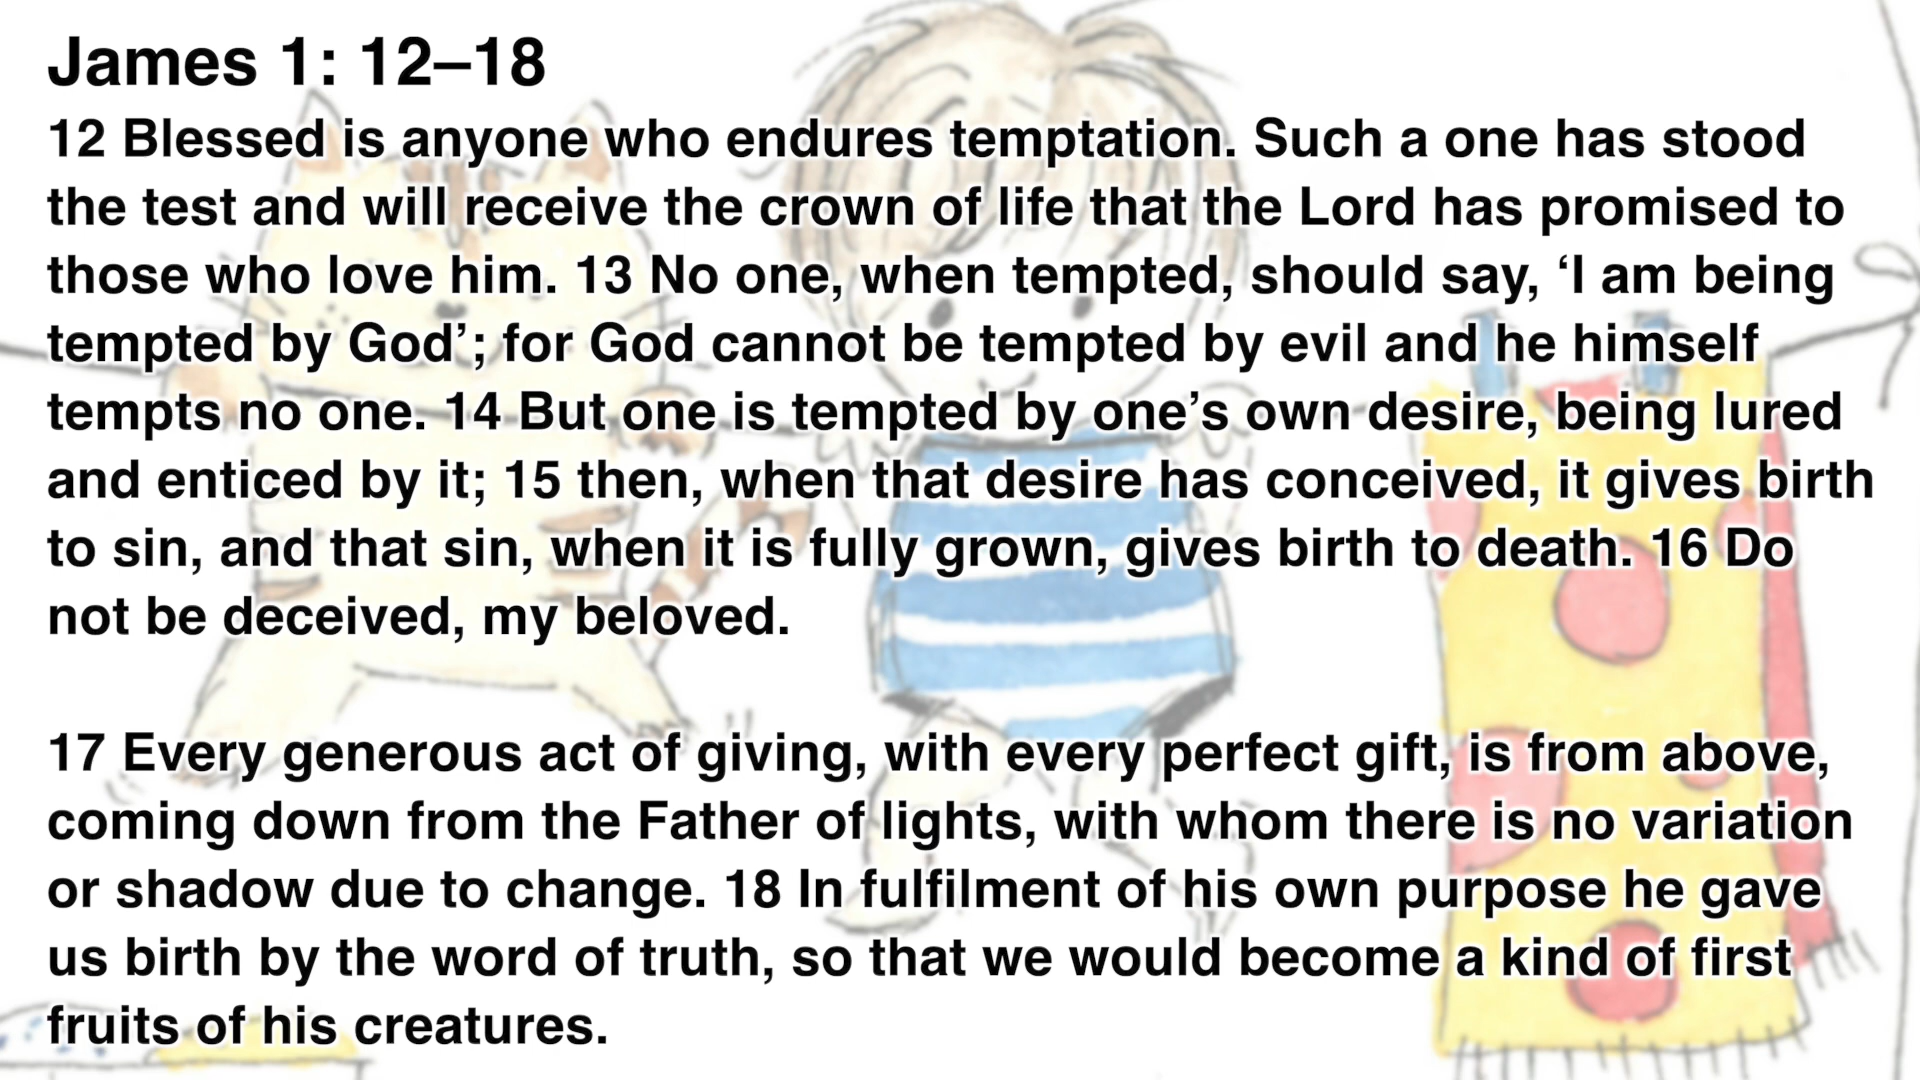 James 1: 12–18
12 Blessed is anyone who endures temptation. Such a one has stood
the test and will receive the crown of life that the Lord has promised to
those who love him. 13 No one, when tempted, should say, ‘I am being
tempted by God’; for God cannot be tempted by evil and he himself
tempts no one. 14 But one is tempted by one’s own desire, being lured
and enticed by it; 15 then, when that desire has conceived, it gives birth
to sin, and that sin, when it is fully grown, gives birth to death. 16 Do
not be deceived, my beloved.
17 Every generous act of giving, with every perfect gift, is from above,
coming down from the Father of lights, with whom there is no variation
or shadow due to change. 18 In fulfilment of his own purpose he gave
us birth by the word of truth, so that we would become a kind of first
fruits of his creatures.